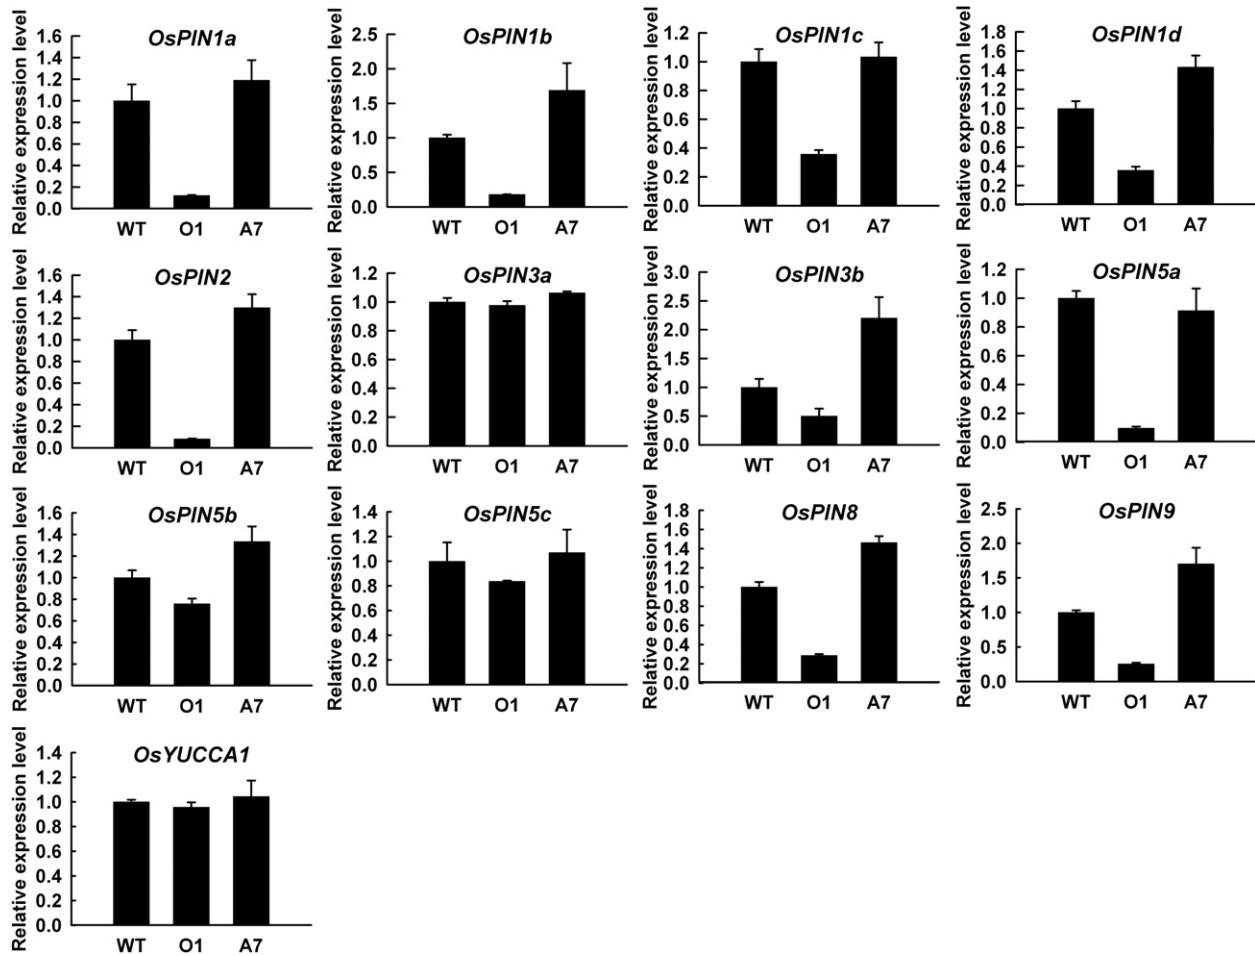 OsPIN1a
Relative expression level
1.6
1.4
1.2
1.0
0.8
0.6
0.4
0.2
0.0
WT O1 A7
OsPIN1b
Relative expression level
2.5
2.0
1.5
1.0
0.5
0.0
WT O1 A7
OsPIN1c
Relative expression level
1.2
1.0
0.8
0.6
0.4
0.2
0.0
WT O1 A7
OsPIN1d
Relative expression level
1.8
1.6
1.4
1.2
1.0
0.8
0.6
0.4
0.2
0.0
WT O1 A7
OsPIN2
Relative expression level
1.6
1.4
1.2
1.0
0.8
0.6
0.4
0.2
0.0
WT O1 A7
OsPIN3a
Relative expression level
1.2
1.0
0.8
0.6
0.4
0.2
0.0
WT O1 A7
OsPIN3b
Relative expression level
3.0
2.5
2.0
1.5
1.0
0.5
0.0
WT O1 A7
OsPIN5a
Relative expression level
1.2
1.0
0.8
0.6
0.4
0.2
0.0
WT O1 A7
OsPIN5b
Relative expression level
1.6
1.4
1.2
1.0
0.8
0.6
0.4
0.2
0.0
WT O1 A7
OsPIN5c
Relative expression level
1.4
1.2
1.0
0.8
0.6
0.4
0.2
0.0
WT O1 A7
OsPIN8
Relative expression level
1.8
1.6
1.4
1.2
1.0
0.8
0.6
0.4
0.2
0.0
WT O1 A7
OsPIN9
Relative expression level
2.5
2.0
1.5
1.0
0.5
0.0
WT O1 A7
OsYUCCA1
Relative expression level
1.4
1.2
1.0
0.8
0.6
0.4
0.2
0.0
WT O1 A7